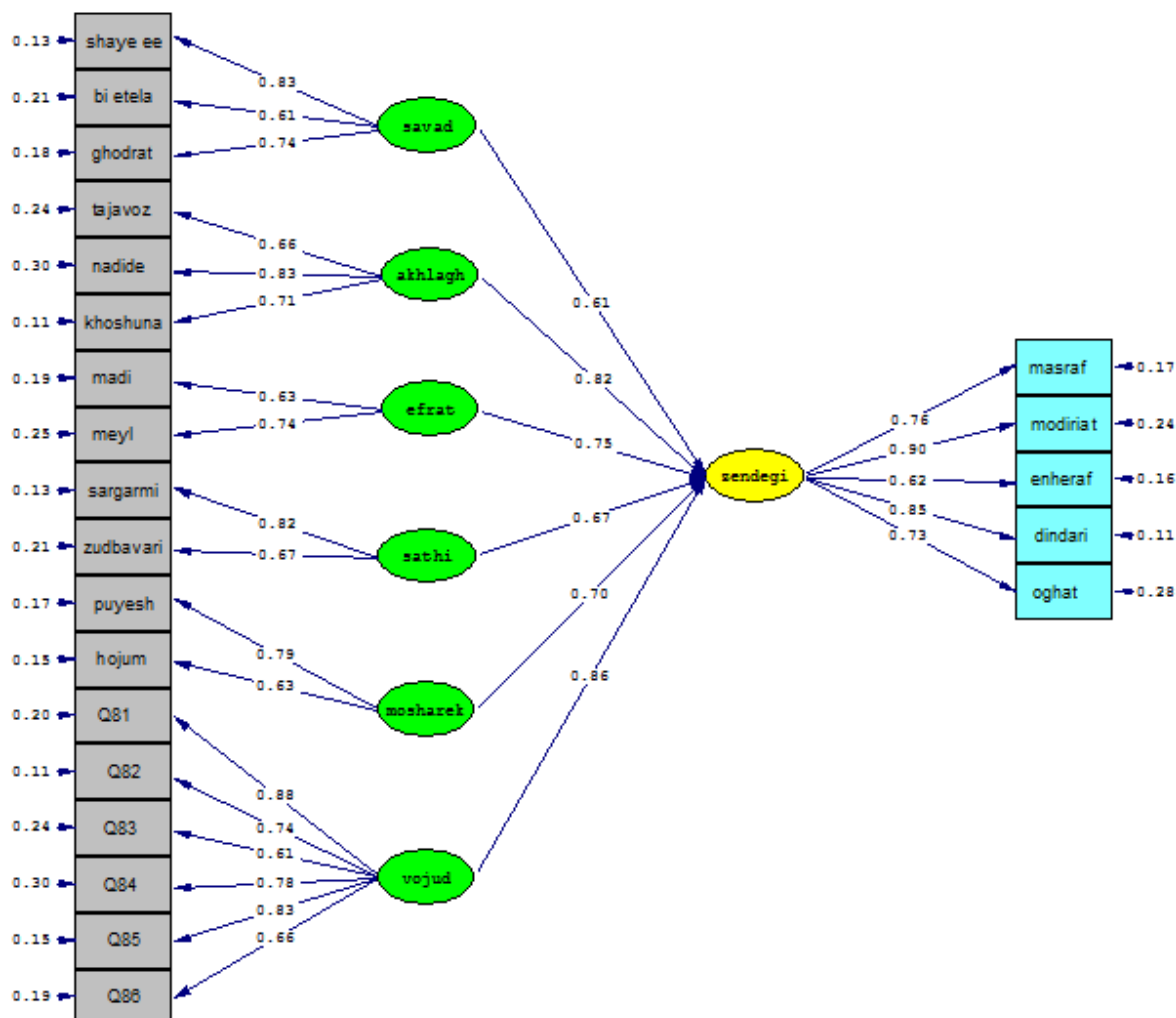 0.13 shaye ee
0.21 bi etela
0.18 ghodrat
0.24 tajavoz
0.30 nadide
0.11 khoshuna
0.19 madi
0.25 meyl
0.13 sargarmi
0.21 zudbavari
0.17 puyesh
0.15 hojum
0.20 Q81
0.11 Q82
0.24 Q83
0.30 Q84
0.15 Q85
0.19 Q86
0.83
0.61
0.74
0.66
0.83
0.71
0.63
0.74
0.82
0.67
0.79
0.63
0.88
0.74
0.61
0.78
0.83
0.66
savad
akhlagh
efrat
sathi
mosharek
vojud
0.61
0.82
0.75
0.67
0.70
0.86
zendegi
0.76
0.90
0.62
0.85
0.73
masraf 0.17
modiriat 0.24
enheraf 0.16
dindari 0.11
oghat 0.28